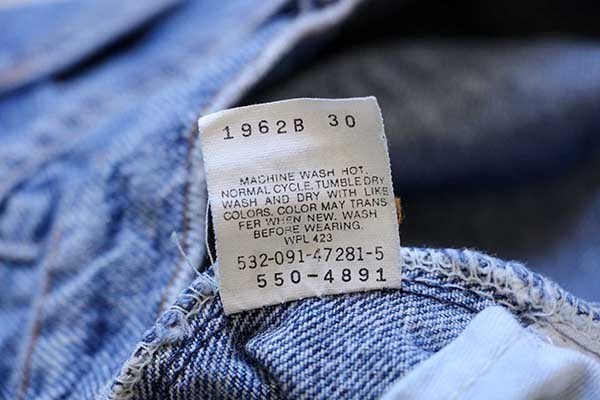 1962B 30
MACHINE WASH HOT,
NORMAL CYCLE. TUMBLE DRY
WASH AND DRY WITH LIKE
COLORS. COLOR MAY TRANS
FER WHEN NEW. WASH
BEFORE WEARING.
WPL 423
532-091-47281-5
550-4891